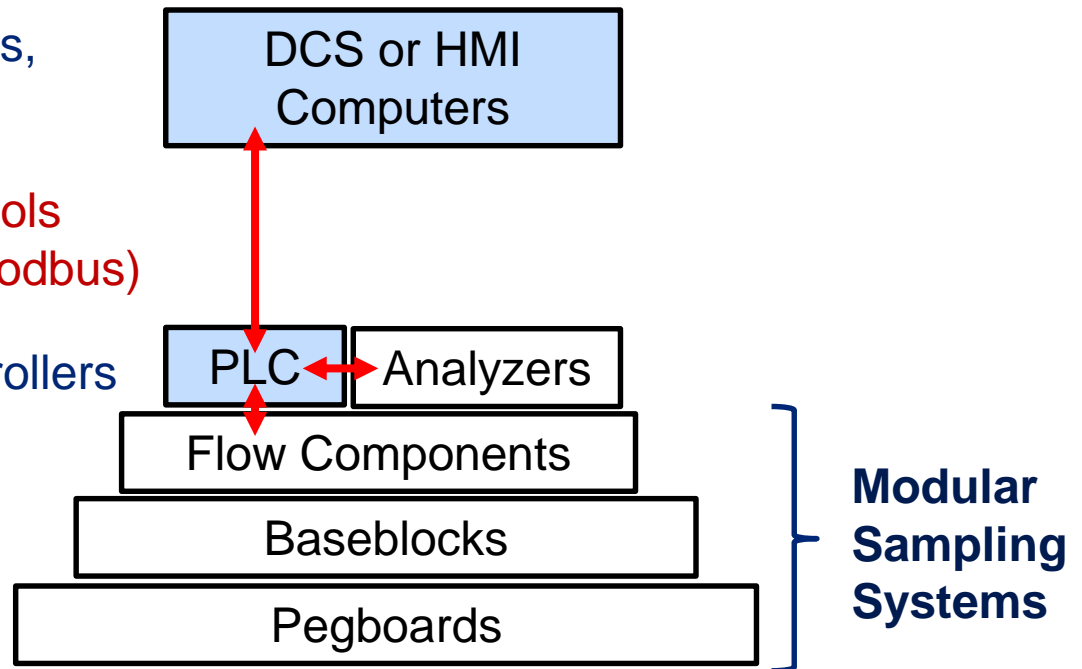 s,
DCS or HMI
Computers
ols
odbus)
rollers
PLC
Analyzers
Flow Components
Baseblocks
Pegboards
Modular
Sampling
Systems